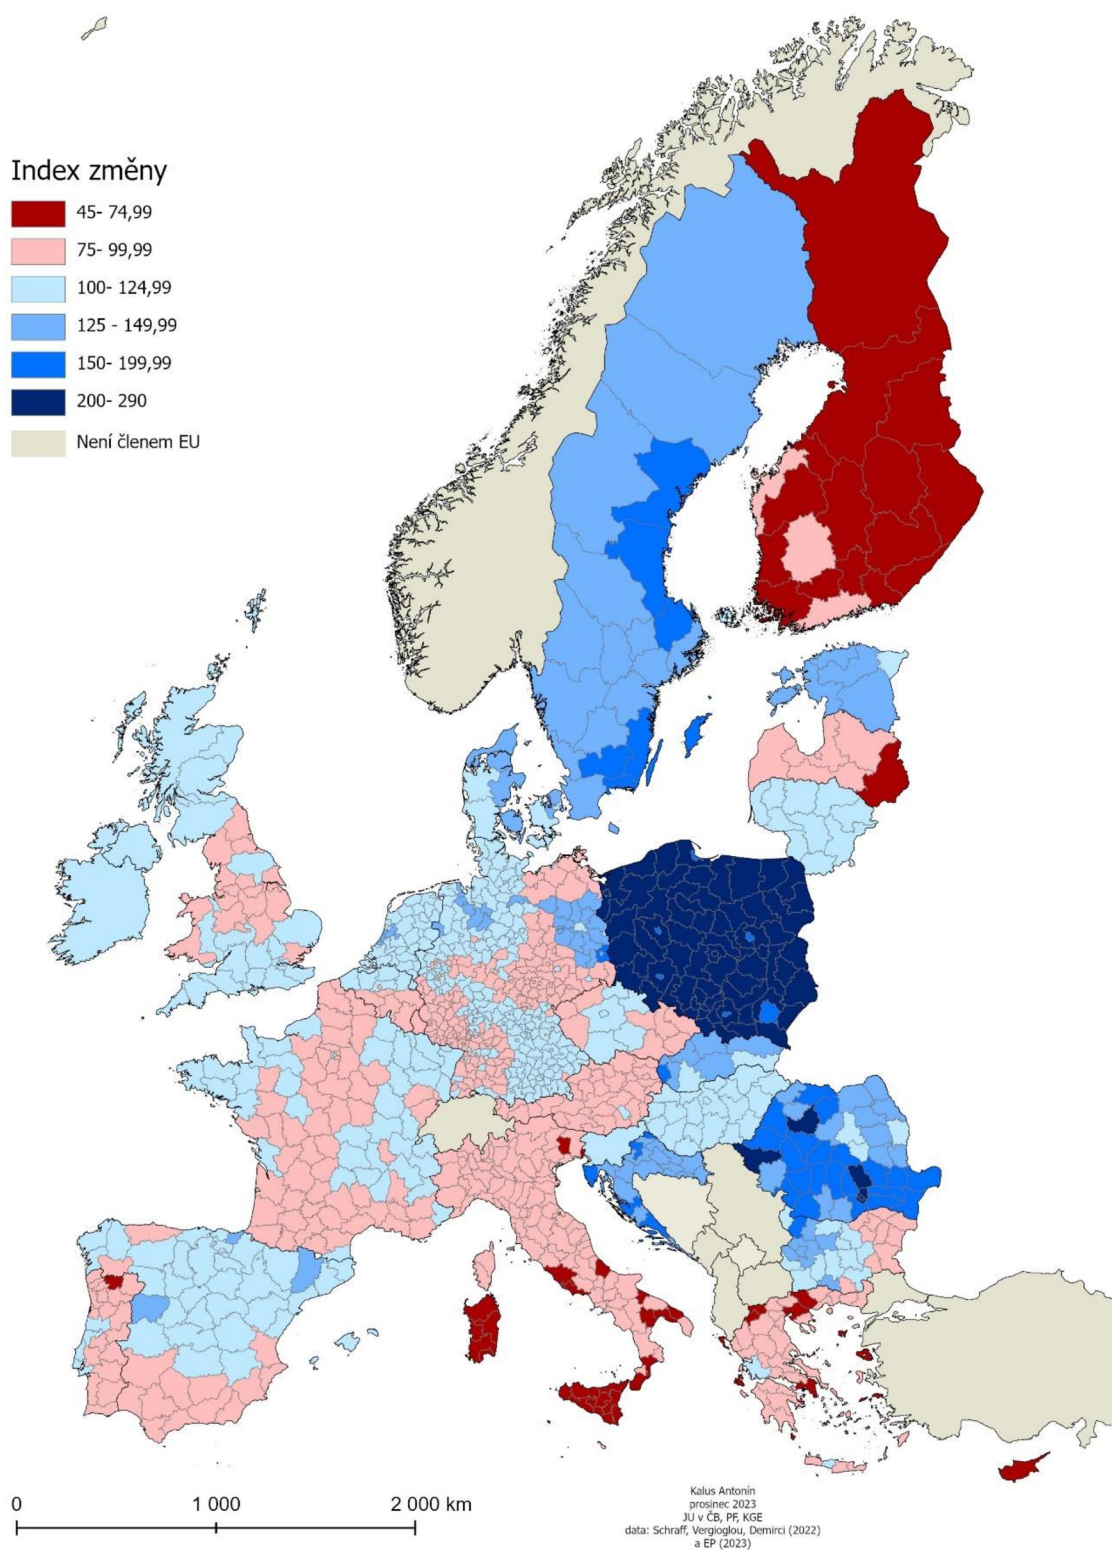 Index změny
45- 74,99
75- 99,99
100- 124,99
125 - 149,99
150- 199,99
200- 290
Není členem EU
0 1 000 2 000 km
Kalus Antonín
prosinec 2023
JU v ČB, PF, KGE
data: Schraff, Vergioglou, Demirci (2022)
a EP (2023)